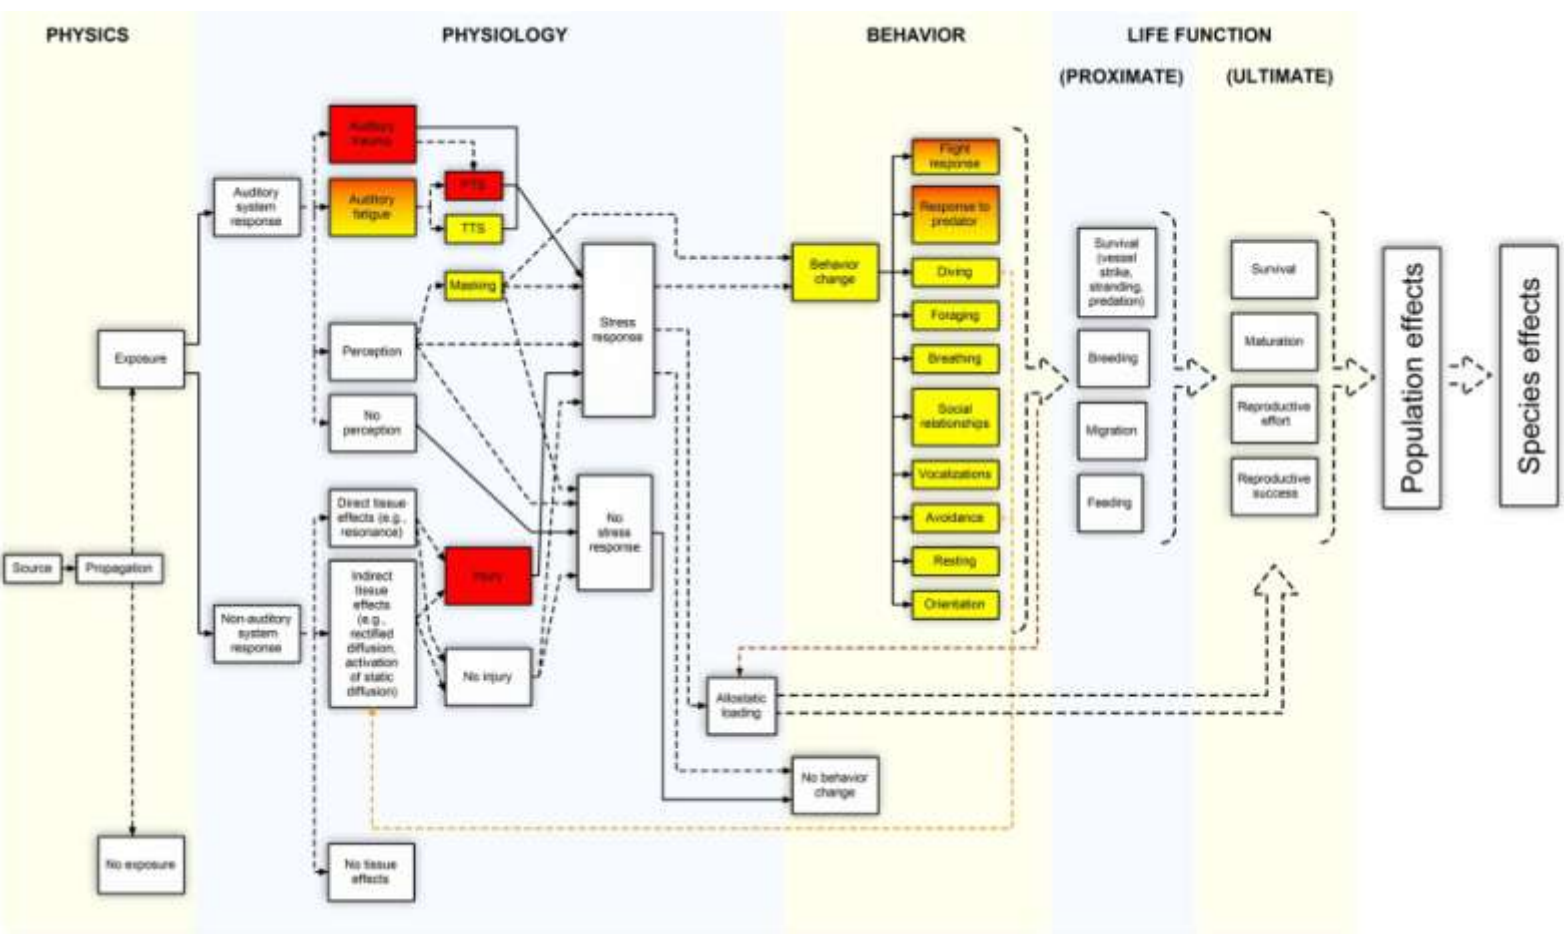 PHYSICS
PHYSIOLOGY
BEHAVIOR
LIFE FUNCTION
(PROXIMATE)
(ULTIMATE)
Source
Propagation
Exposure
No exposure
Auditory
system
response
Non-auditory
system
response
Auditory
trauma
Auditory
fatigue
Perception
No
perception
Direct tissue
effects (e.g.,
resonance)
Indirect
tissue
effects
(e.g.,
rectified
diffusion,
activation
of static
diffusion)
No tissue
effects
PTS
TTS
Masking
Injury
No injury
Stress
response
No
stress
response
Allostatic
loading
Behavior
change
No behavior
change
Flight
response
Response to
predator
Diving
Foraging
Breathing
Social
relationships
Vocalizations
Avoidance
Resting
Orientation
Survival
(vessel
strike,
stranding,
predation)
Breeding
Migration
Feeding
Survival
Maturation
Reproductive
effort
Reproductive
success
Population effects
Species effects